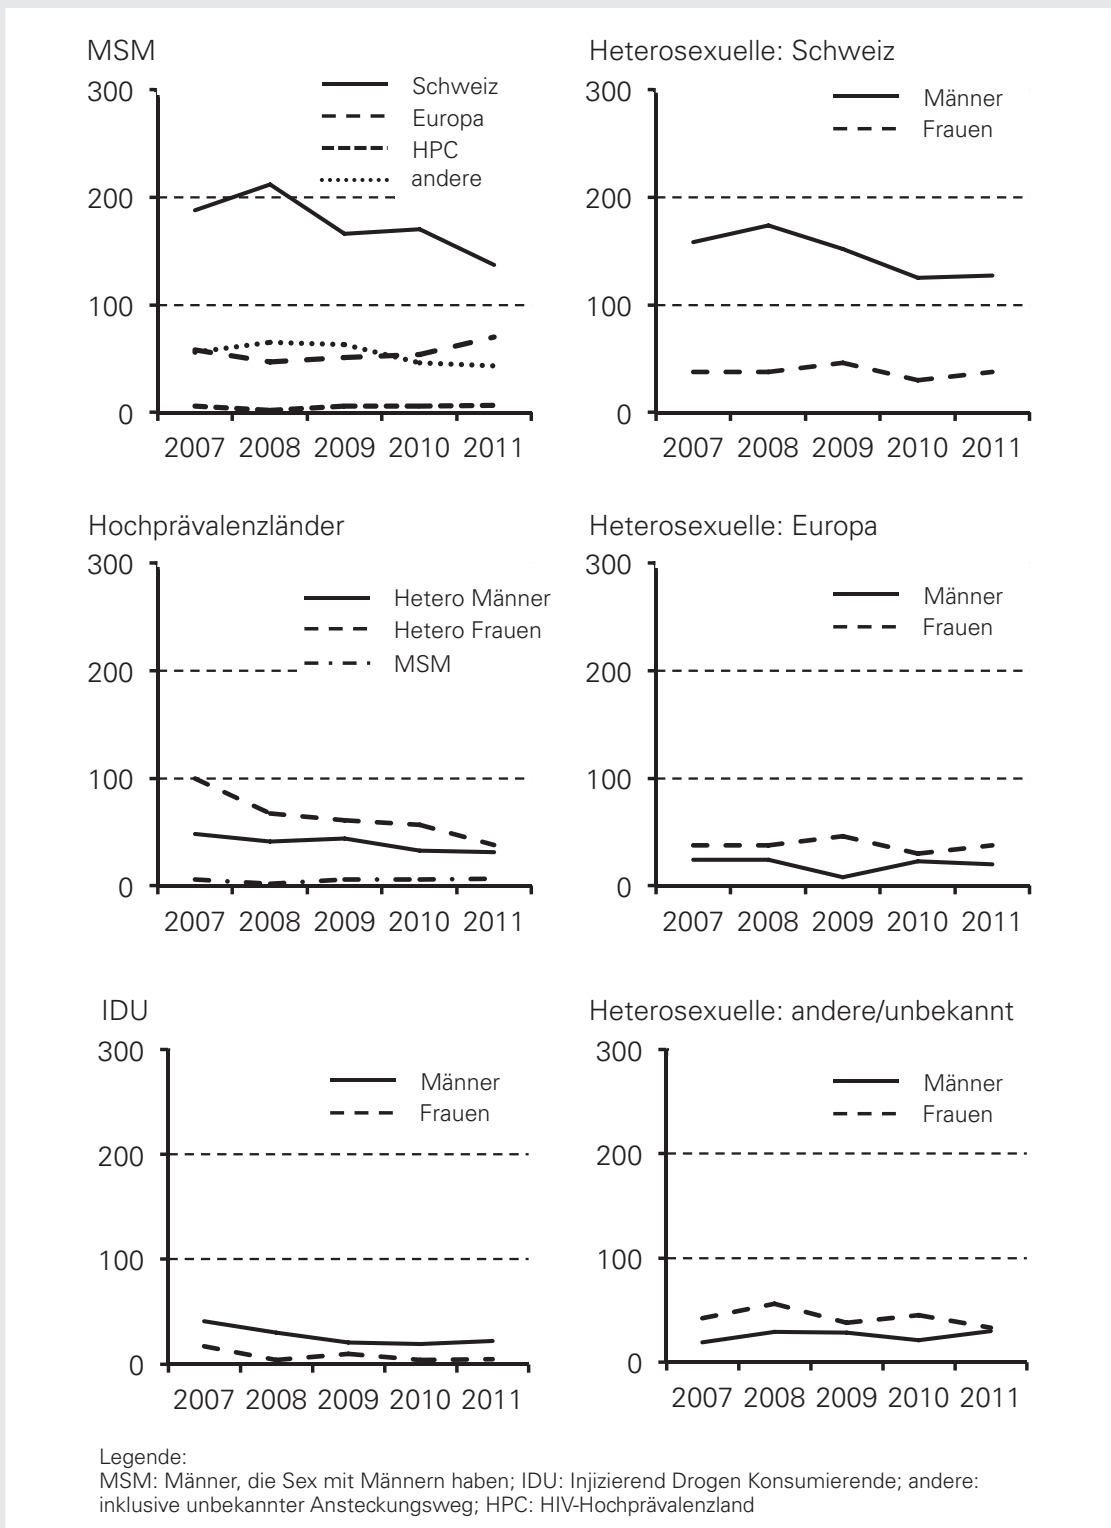 MSM
300
200
100
0
Schweiz
Europa
HPC
andere
2007 2008 2009 2010 2011
Heterosexuelle: Schweiz
300
200
100
0
Männer
Frauen
2007 2008 2009 2010 2011
Hochprävalenzländer
300
200
100
0
Hetero Männer
Hetero Frauen
MSM
2007 2008 2009 2010 2011
Heterosexuelle: Europa
300
200
100
0
Männer
Frauen
2007 2008 2009 2010 2011
IDU
300
200
100
0
Männer
Frauen
2007 2008 2009 2010 2011
Heterosexuelle: andere/unbekannt
300
200
100
0
Männer
Frauen
2007 2008 2009 2010 2011
Legende:
MSM: Männer, die Sex mit Männern haben; IDU: Injizierend Drogen Konsumierende; andere:
inklusive unbekannter Ansteckungsweg; HPC: HIV-Hochprävalenzland